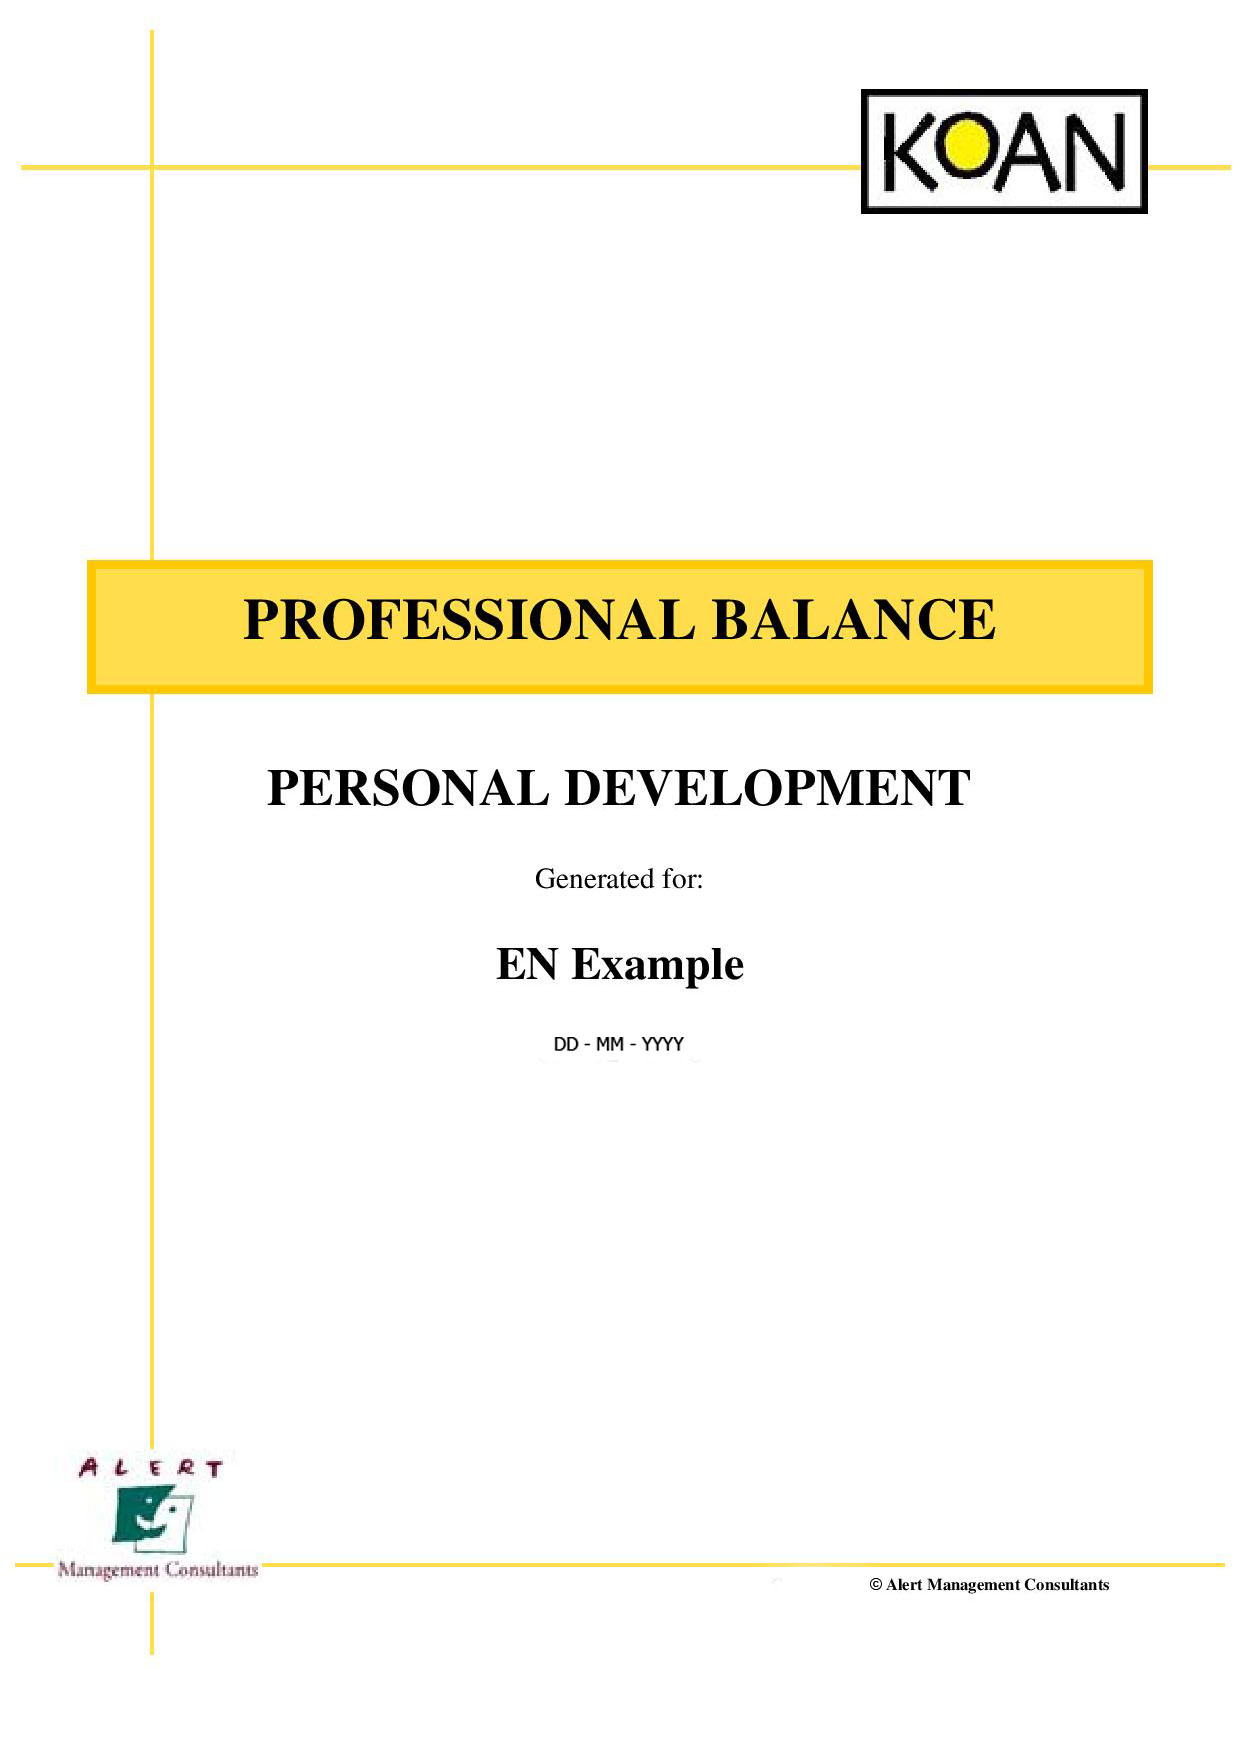 KOAN
PROFESSIONAL BALANCE
PERSONAL DEVELOPMENT
Generated for:
EN Example
DD - MM - YYYY
ALERT
Management Consultants
© Alert Management Consultants